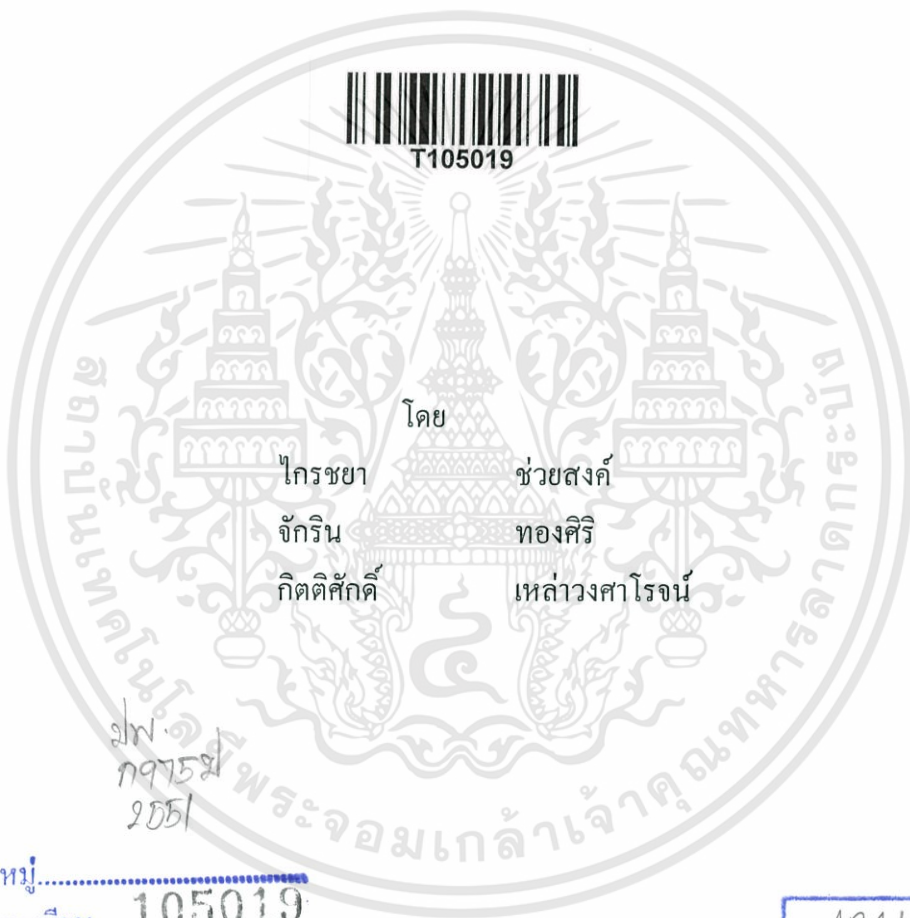 T105019
โดย
ไกรชยา ช่วยสงค์
จักริน ทองศิริ
กิตติศักดิ์ เหล่าวงศาโรจน์
สถาบันเทคโนโลยีพระจอมเกล้าเจ้าคุณทหารลาดกระบัง
2551
หมู่
105019